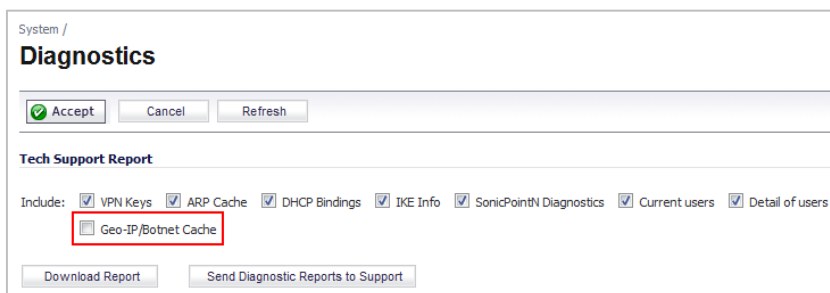 System /
Diagnostics
Accept Cancel Refresh
Tech Support Report
Include: VPN Keys ARP Cache DHCP Bindings IKE Info SonicPointN Diagnostics Current users Detail of users
Geo-IP/Botnet Cache
Download Report Send Diagnostic Reports to Support